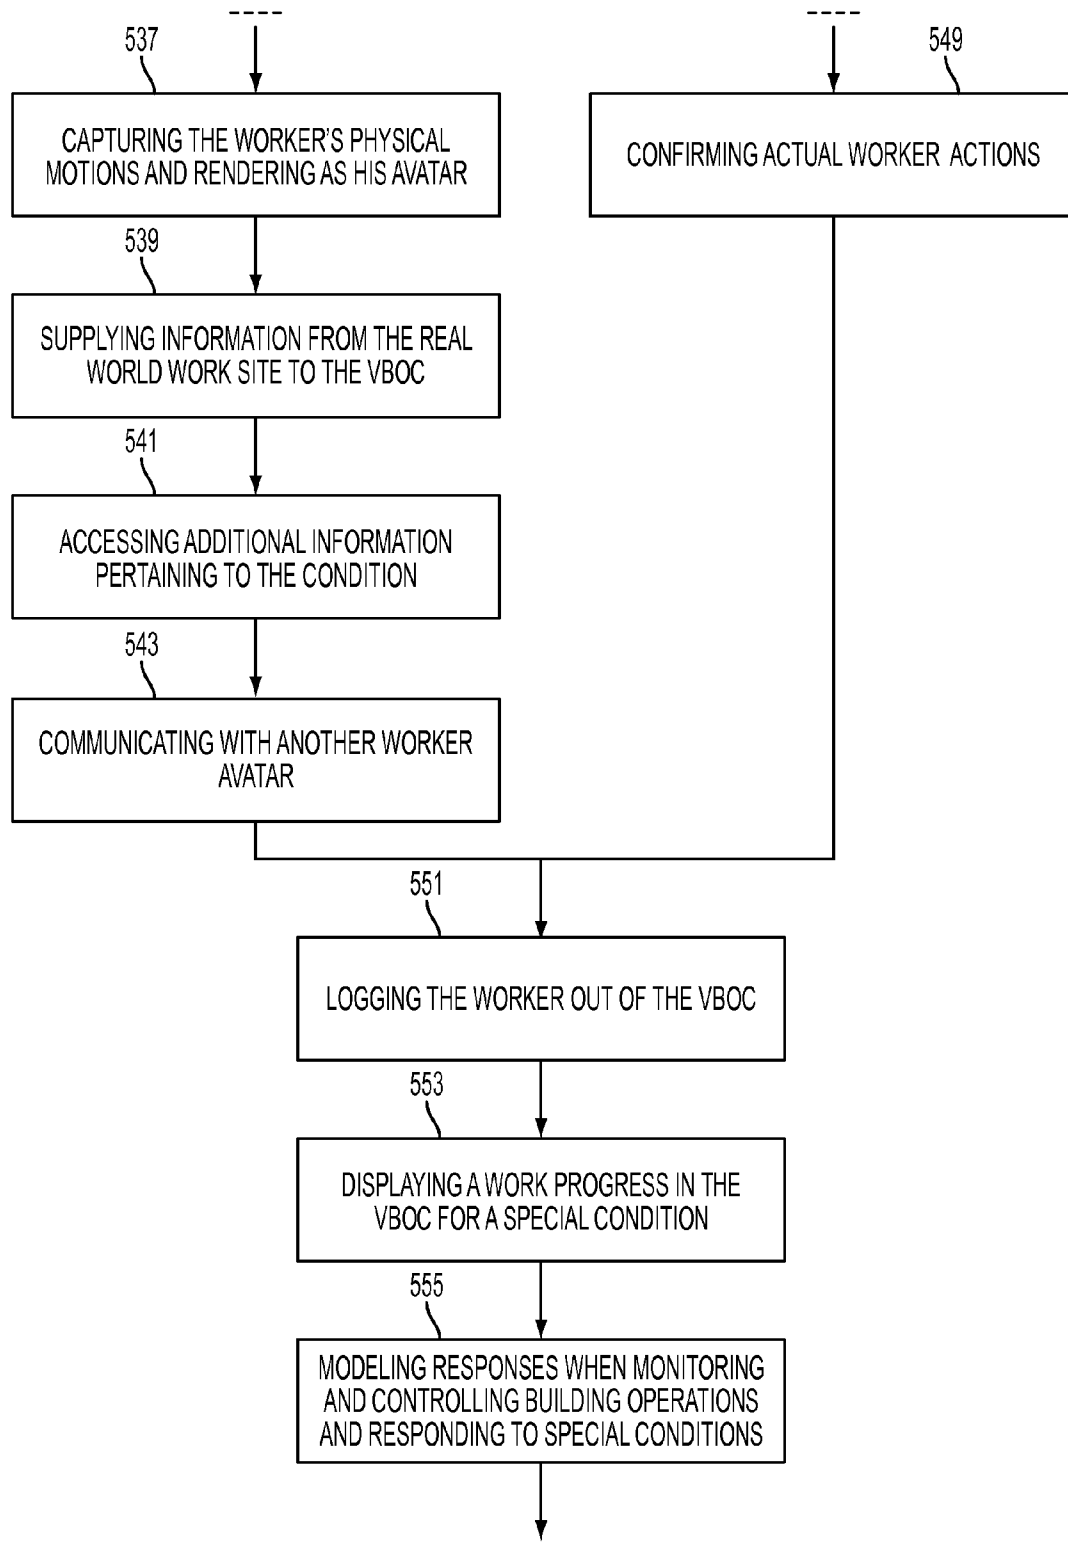 537
CAPTURING THE WORKER'S PHYSICAL
MOTIONS AND RENDERING AS HIS AVATAR
539
SUPPLYING INFORMATION FROM THE REAL
WORLD WORK SITE TO THE VBOC
541
ACCESSING ADDITIONAL INFORMATION
PERTAINING TO THE CONDITION
543
COMMUNICATING WITH ANOTHER WORKER
AVATAR
549
CONFIRMING ACTUAL WORKER ACTIONS
551
LOGGING THE WORKER OUT OF THE VBOC
553
DISPLAYING A WORK PROGRESS IN THE
VBOC FOR A SPECIAL CONDITION
555
MODELING RESPONSES WHEN MONITORING
AND CONTROLLING BUILDING OPERATIONS
AND RESPONDING TO SPECIAL CONDITIONS